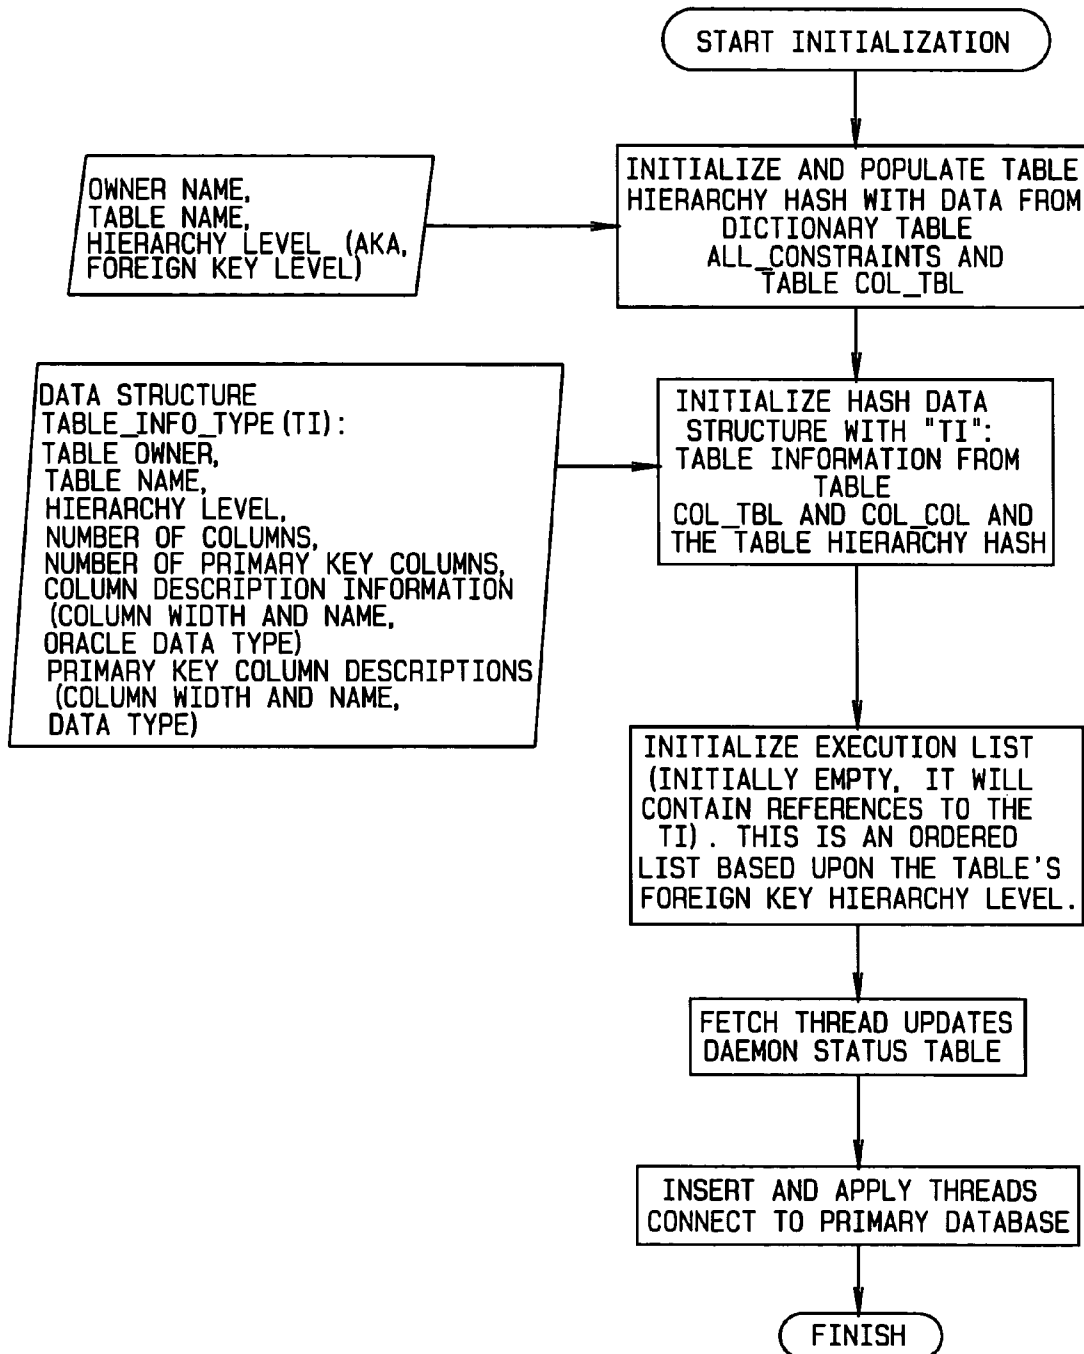 START INITIALIZATION
OWNER NAME,
TABLE NAME,
HIERARCHY LEVEL (AKA,
FOREIGN KEY LEVEL)
INITIALIZE AND POPULATE TABLE
HIERARCHY HASH WITH DATA FROM
DICTIONARY TABLE
ALL_CONSTRAINTS AND
TABLE COL_TBL
DATA STRUCTURE
TABLE_INFO_TYPE(TI):
TABLE OWNER,
TABLE NAME,
HIERARCHY LEVEL,
NUMBER OF COLUMNS,
NUMBER OF PRIMARY KEY COLUMNS,
COLUMN DESCRIPTION INFORMATION
(COLUMN WIDTH AND NAME,
ORACLE DATA TYPE)
PRIMARY KEY COLUMN DESCRIPTIONS
(COLUMN WIDTH AND NAME,
DATA TYPE)
INITIALIZE HASH DATA
STRUCTURE WITH "TI":
TABLE INFORMATION FROM
TABLE
COL_TBL AND COL_COL AND
THE TABLE HIERARCHY HASH
INITIALIZE EXECUTION LIST
(INITIALLY EMPTY, IT WILL
CONTAIN REFERENCES TO THE
TI). THIS IS AN ORDERED
LIST BASED UPON THE TABLE'S
FOREIGN KEY HIERARCHY LEVEL.
FETCH THREAD UPDATES
DAEMON STATUS TABLE
INSERT AND APPLY THREADS
CONNECT TO PRIMARY DATABASE
FINISH